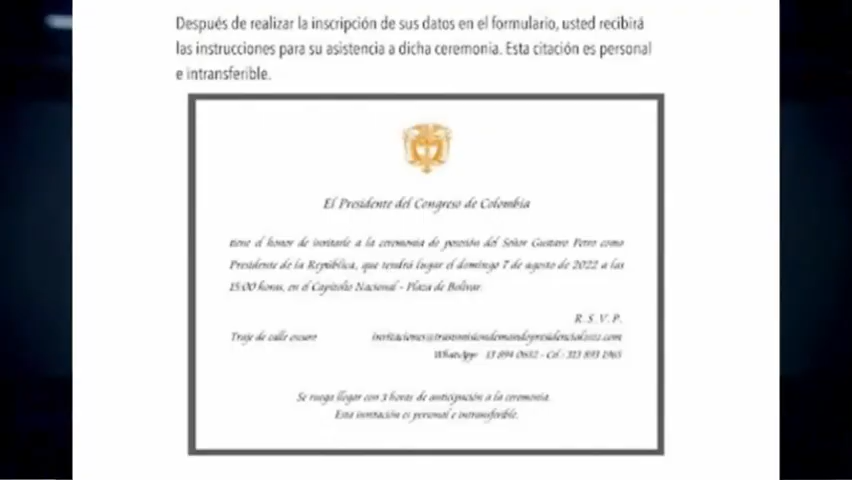 Después de realizar la inscripción de sus datos en el formulario, usted recibirá
las instrucciones para su asistencia a dicha ceremonia. Esta citación es personal
e intransferible.
El Presidente del Congreso de Colombia
tiene el honor de invitarle a la ceremonia de posesión del Señor Gustavo Petro como
Presidente de la República, que tendrá lugar el domingo 7 de agosto de 2022 a las
15:00 horas, en el Capitolio Nacional - Plaza de Bolívar.
R.S.V.P.
Traje de calle oscuro
WhatsApp - Cel.:
Se ruega llegar con 3 horas de anticipación a la ceremonia.
Esta invitación es personal e intransferible.